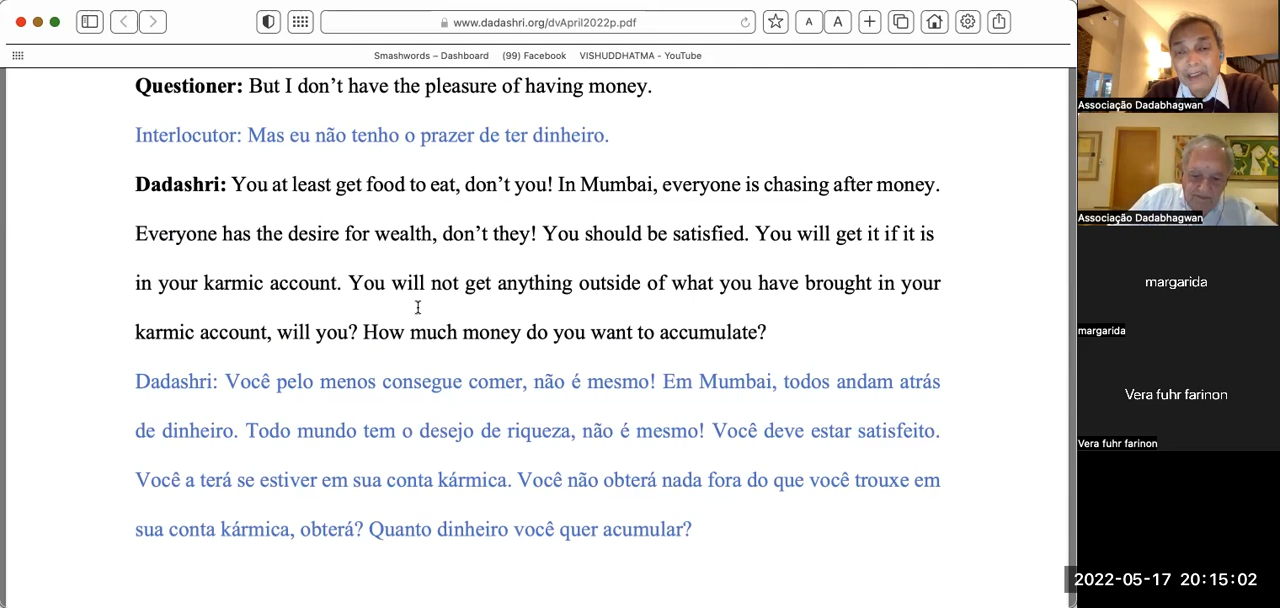 www.dadashri.org/dvApril2022p.pdf
A A
Smashwords – Dashboard (99) Facebook VISHUDDHATMA - YouTube
Questioner: But I don’t have the pleasure of having money.
Interlocutor: Mas eu não tenho o prazer de ter dinheiro.
Dadashri: You at least get food to eat, don’t you! In Mumbai, everyone is chasing after money.
Everyone has the desire for wealth, don’t they! You should be satisfied. You will get it if it is
in your karmic account. You will not get anything outside of what you have brought in your
karmic account, will you? How much money do you want to accumulate?
Dadashri: Você pelo menos consegue comer, não é mesmo! Em Mumbai, todos andam atrás
de dinheiro. Todo mundo tem o desejo de riqueza, não é mesmo! Você deve estar satisfeito.
Você a terá se estiver em sua conta kármica. Você não obterá nada fora do que você trouxe em
sua conta kármica, obterá? Quanto dinheiro você quer acumular?
Associação Dadabhagwan
Associação Dadabhagwan
margarida
margarida
Vera fuhr farinon
Vera fuhr farinon
2022-05-17 20:15:02